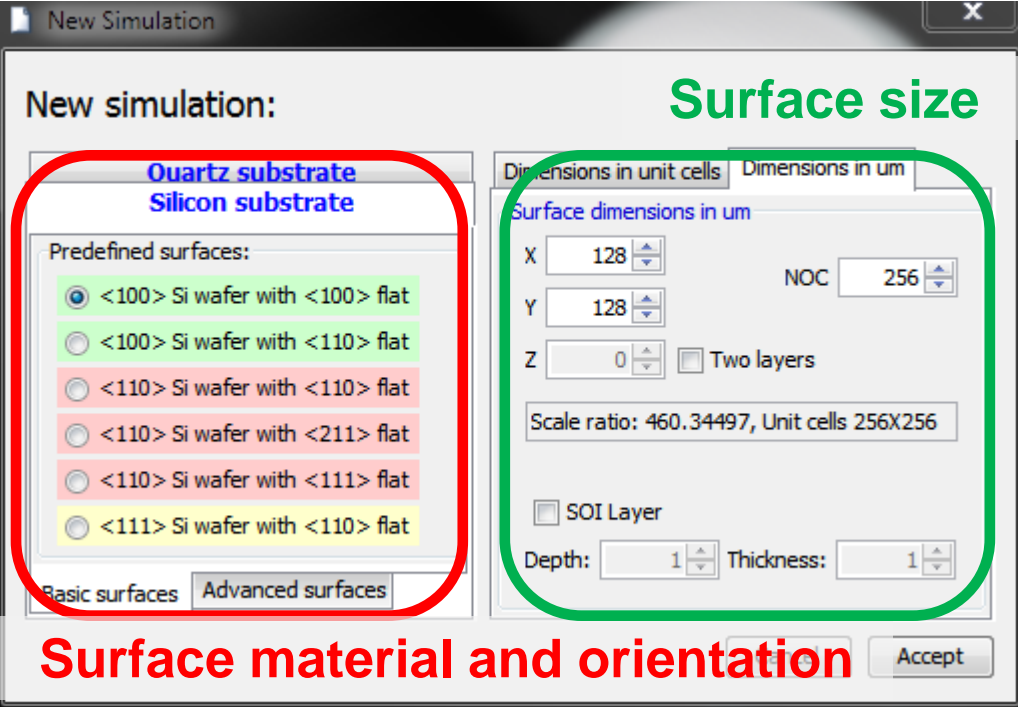 New Simulation
x
New simulation:
Surface size
Quartz substrate
Silicon substrate
Predefined surfaces:
<100> Si wafer with <100> flat
<100> Si wafer with <110> flat
<110> Si wafer with <110> flat
<110> Si wafer with <211> flat
<110> Si wafer with <111> flat
<111> Si wafer with <110> flat
Basic surfaces Advanced surfaces
Dimensions in unit cells Dimensions in um
Surface dimensions in um
X 128
NOC 256
Y 128
Z 0 Two layers
Scale ratio: 460.34497, Unit cells 256X256
SOI Layer
Depth: 1 Thickness: 1
Surface material and orientation
Cancel Accept